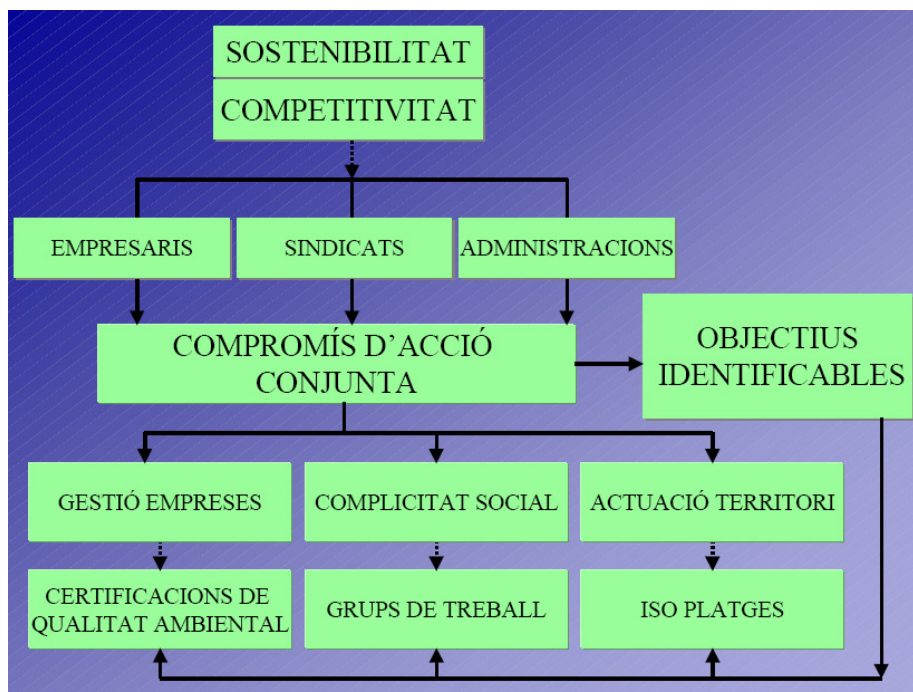 SOSTENIBILITAT
COMPETITIVITAT
EMPRESARIS
SINDICATS
ADMINISTRACIONS
COMPROMÍS D’ACCIÓ
CONJUNTA
OBJECTIUS
IDENTIFICABLES
GESTIÓ EMPRESES
COMPLICITAT SOCIAL
ACTUACIÓ TERRITORI
CERTIFICACIONS DE
QUALITAT AMBIENTAL
GRUPS DE TREBALL
ISO PLATGES